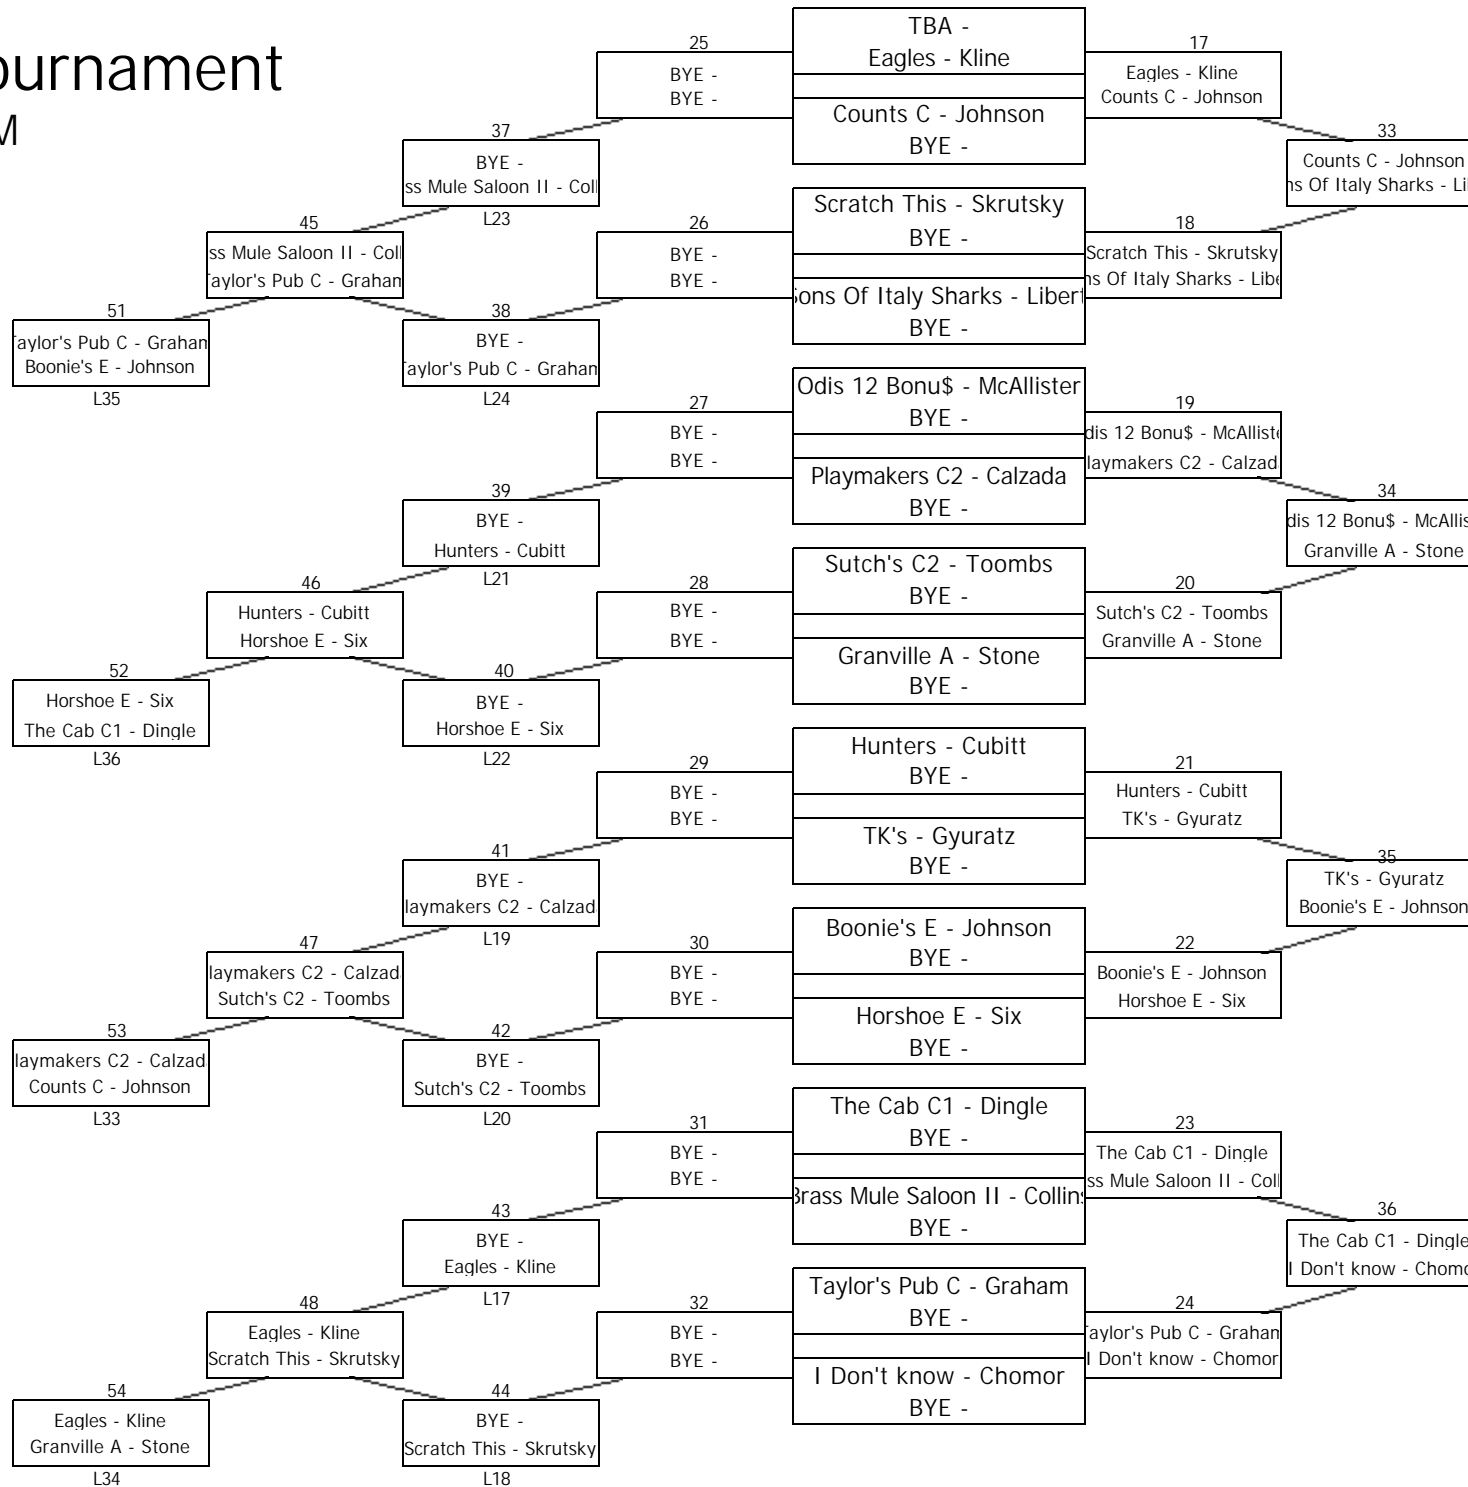 ournament
M
25
BYE -
BYE -
TBA -
Eagles - Kline
17
Eagles - Kline
Counts C - Johnson
Counts C - Johnson
BYE -
37
BYE -
ss Mule Saloon II - Coll
L23
33
Counts C - Johnson
ns Of Italy Sharks - Li
45
ss Mule Saloon II - Coll
aylor's Pub C - Graham
26
BYE -
BYE -
Scratch This - Skrutsky
BYE -
18
Scratch This - Skrutsky
ns Of Italy Sharks - Libe
Sons Of Italy Sharks - Libert
BYE -
51
aylor's Pub C - Graham
Boonie's E - Johnson
L35
38
BYE -
aylor's Pub C - Graham
L24
27
BYE -
BYE -
Odis 12 Bonu$ - McAllister
BYE -
19
dis 12 Bonu$ - McAlliste
laymakers C2 - Calzad
Playmakers C2 - Calzada
BYE -
39
BYE -
Hunters - Cubitt
L21
34
dis 12 Bonu$ - McAllis
Granville A - Stone
46
Hunters - Cubitt
Horshoe E - Six
28
BYE -
BYE -
Sutch's C2 - Toombs
BYE -
20
Sutch's C2 - Toombs
Granville A - Stone
Granville A - Stone
BYE -
52
Horshoe E - Six
The Cab C1 - Dingle
L36
40
BYE -
Horshoe E - Six
L22
29
BYE -
BYE -
Hunters - Cubitt
BYE -
21
Hunters - Cubitt
TK's - Gyuratz
TK's - Gyuratz
BYE -
41
BYE -
laymakers C2 - Calzad
L19
35
TK's - Gyuratz
Boonie's E - Johnson
47
laymakers C2 - Calzad
Sutch's C2 - Toombs
30
BYE -
BYE -
Boonie's E - Johnson
BYE -
22
Boonie's E - Johnson
Horshoe E - Six
Horshoe E - Six
BYE -
53
laymakers C2 - Calzad
Counts C - Johnson
L33
42
BYE -
Sutch's C2 - Toombs
L20
31
BYE -
BYE -
The Cab C1 - Dingle
BYE -
23
The Cab C1 - Dingle
ss Mule Saloon II - Coll
Brass Mule Saloon II - Collins
BYE -
43
BYE -
Eagles - Kline
L17
36
The Cab C1 - Dingle
I Don't know - Chomo
48
Eagles - Kline
Scratch This - Skrutsky
32
BYE -
BYE -
Taylor's Pub C - Graham
BYE -
24
aylor's Pub C - Graham
I Don't know - Chomor
I Don't know - Chomor
BYE -
54
Eagles - Kline
Granville A - Stone
L34
44
BYE -
Scratch This - Skrutsky
L18